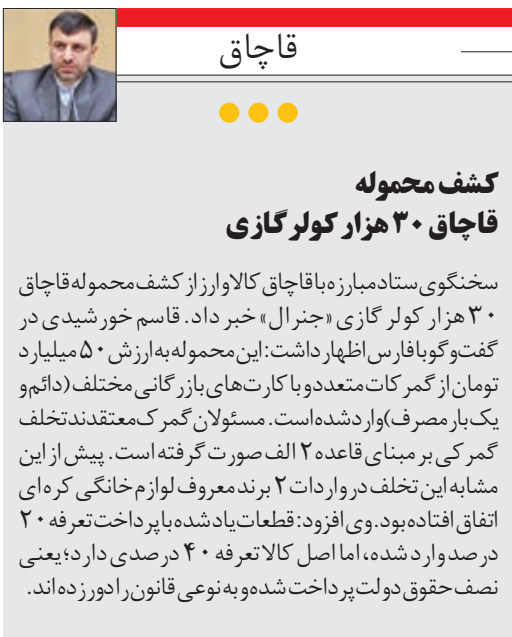 قاچاق
کشف محموله
قاچاق ۳۰ هزار کولر گازی
سخنگوی ستاد مبارزه با قاچاق کالا و ارز از کشف محموله قاچاق
۳۰ هزار کولر گازی «جنرال» خبر داد. قاسم خورشیدی در
گفت‌وگو با فارس اظهار داشت: این محموله به ارزش ۵۰ میلیارد
تومان از گمرکات متعدد و با کارت‌های بازرگانی مختلف (دائم و
یک بار مصرف) وارد شده است. مسئولان گمرک معتقدند تخلف
گمرکی بر مبنای قاعده ۲ الف صورت گرفته است. پیش از این
مشابه این تخلف در واردات ۲ برند معروف لوازم خانگی کره‌ای
اتفاق افتاده بود. وی افزود: قطعات یاد شده با پرداخت تعرفه ۲۰
درصد وارد شده، اما اصل کالا تعرفه ۴۰ درصدی دارد؛ یعنی
نصف حقوق دولت پرداخت شده و به نوعی قانون را دور زده‌اند.